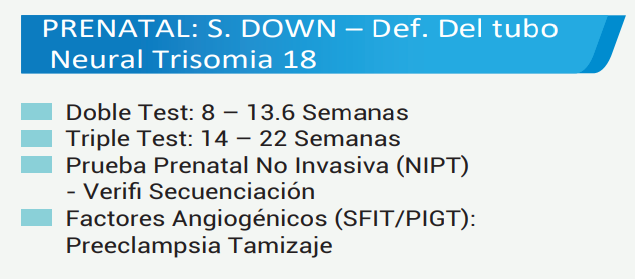 PRENATAL: S. DOWN – Def. Del tubo
Neural Trisomia 18
Doble Test: 8 – 13.6 Semanas
Triple Test: 14 – 22 Semanas
Prueba Prenatal No Invasiva (NIPT)
- Verifi Secuenciación
Factores Angiogénicos (SFIT/PIGT):
Preeclampsia Tamizaje